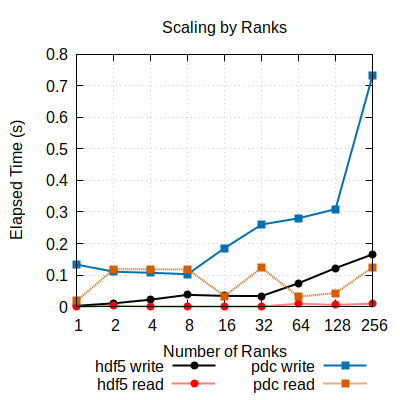 Scaling by Ranks
0.8
0.7
0.6
0.5
0.4
0.3
0.2
0.1
0
Elapsed Time (s)
1 2 4 8 16 32 64 128 256
Number of Ranks
hdf5 write pdc write
hdf5 read pdc read